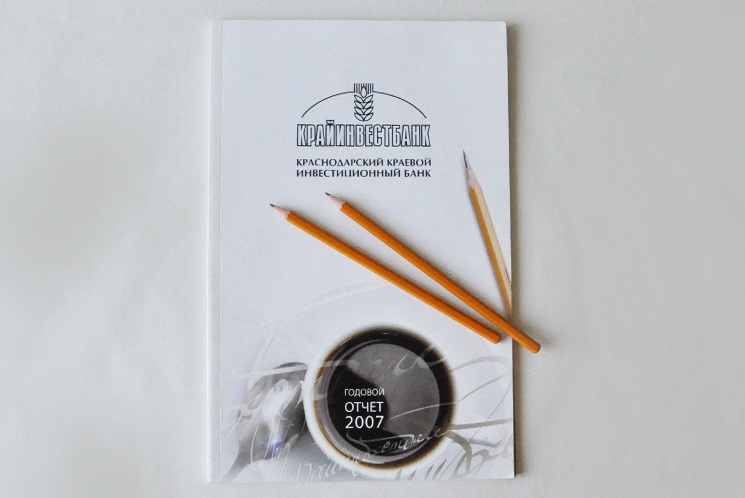 КРАЙИНВЕСТБАНК
КРАСНОДАРСКИЙ КРАЕВОЙ
ИНВЕСТИЦИОННЫЙ БАНК
ГОДОВОЙ
ОТЧЕТ
2007